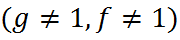 (𝑔 ≠ 1, 𝑓 ≠ 1)